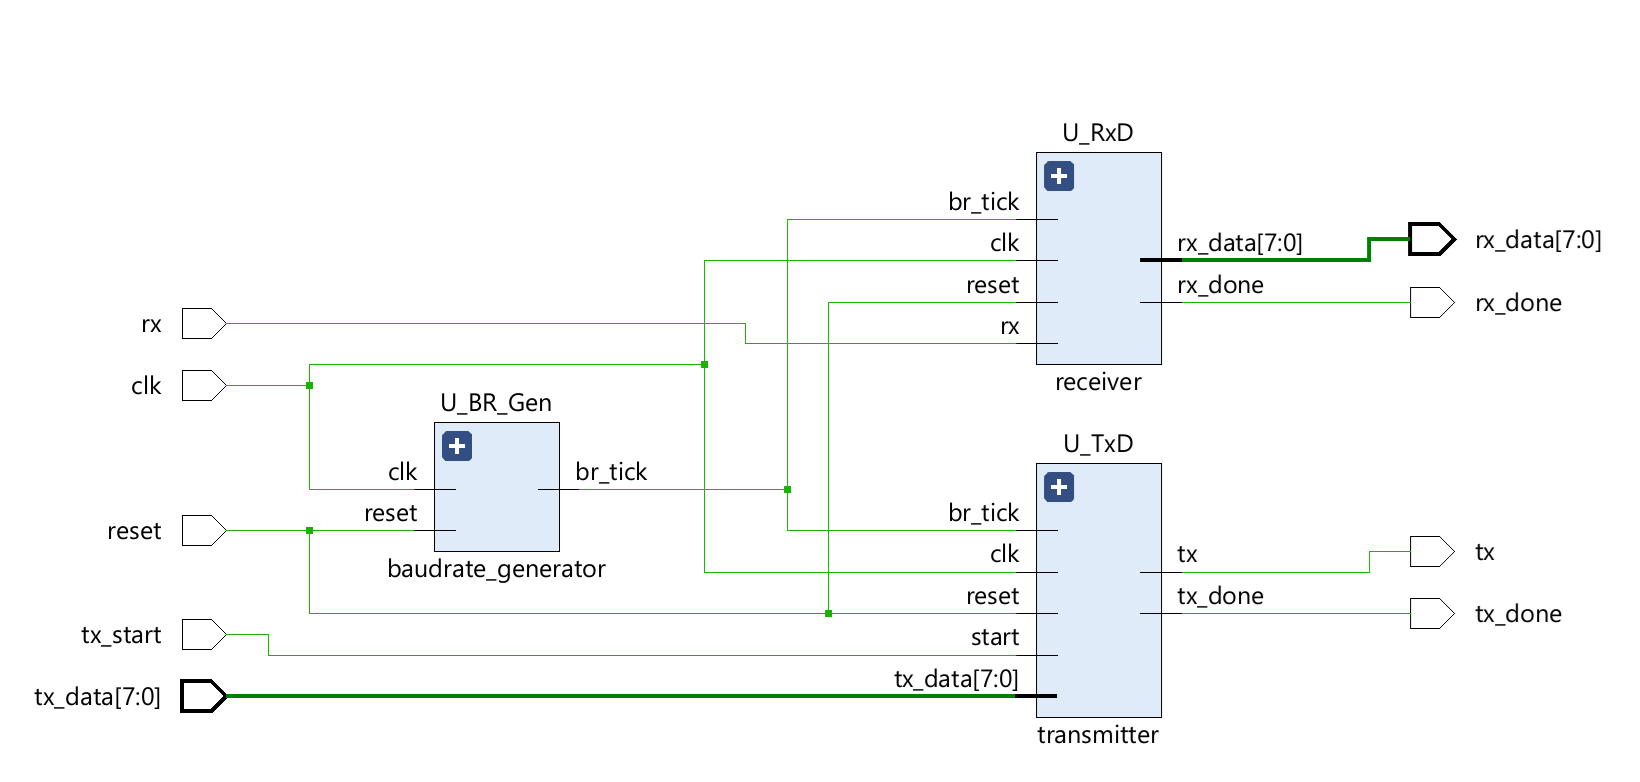 U_RxD
br_tick
clk
reset
rx
rx_data[7:0]
rx_done
receiver
rx_data[7:0]
rx_done
rx
clk
reset
tx_start
tx_data[7:0]
U_BR_Gen
clk
reset
br_tick
baudrate_generator
U_TxD
br_tick
clk
reset
start
tx_data[7:0]
tx
tx_done
transmitter
tx
tx_done